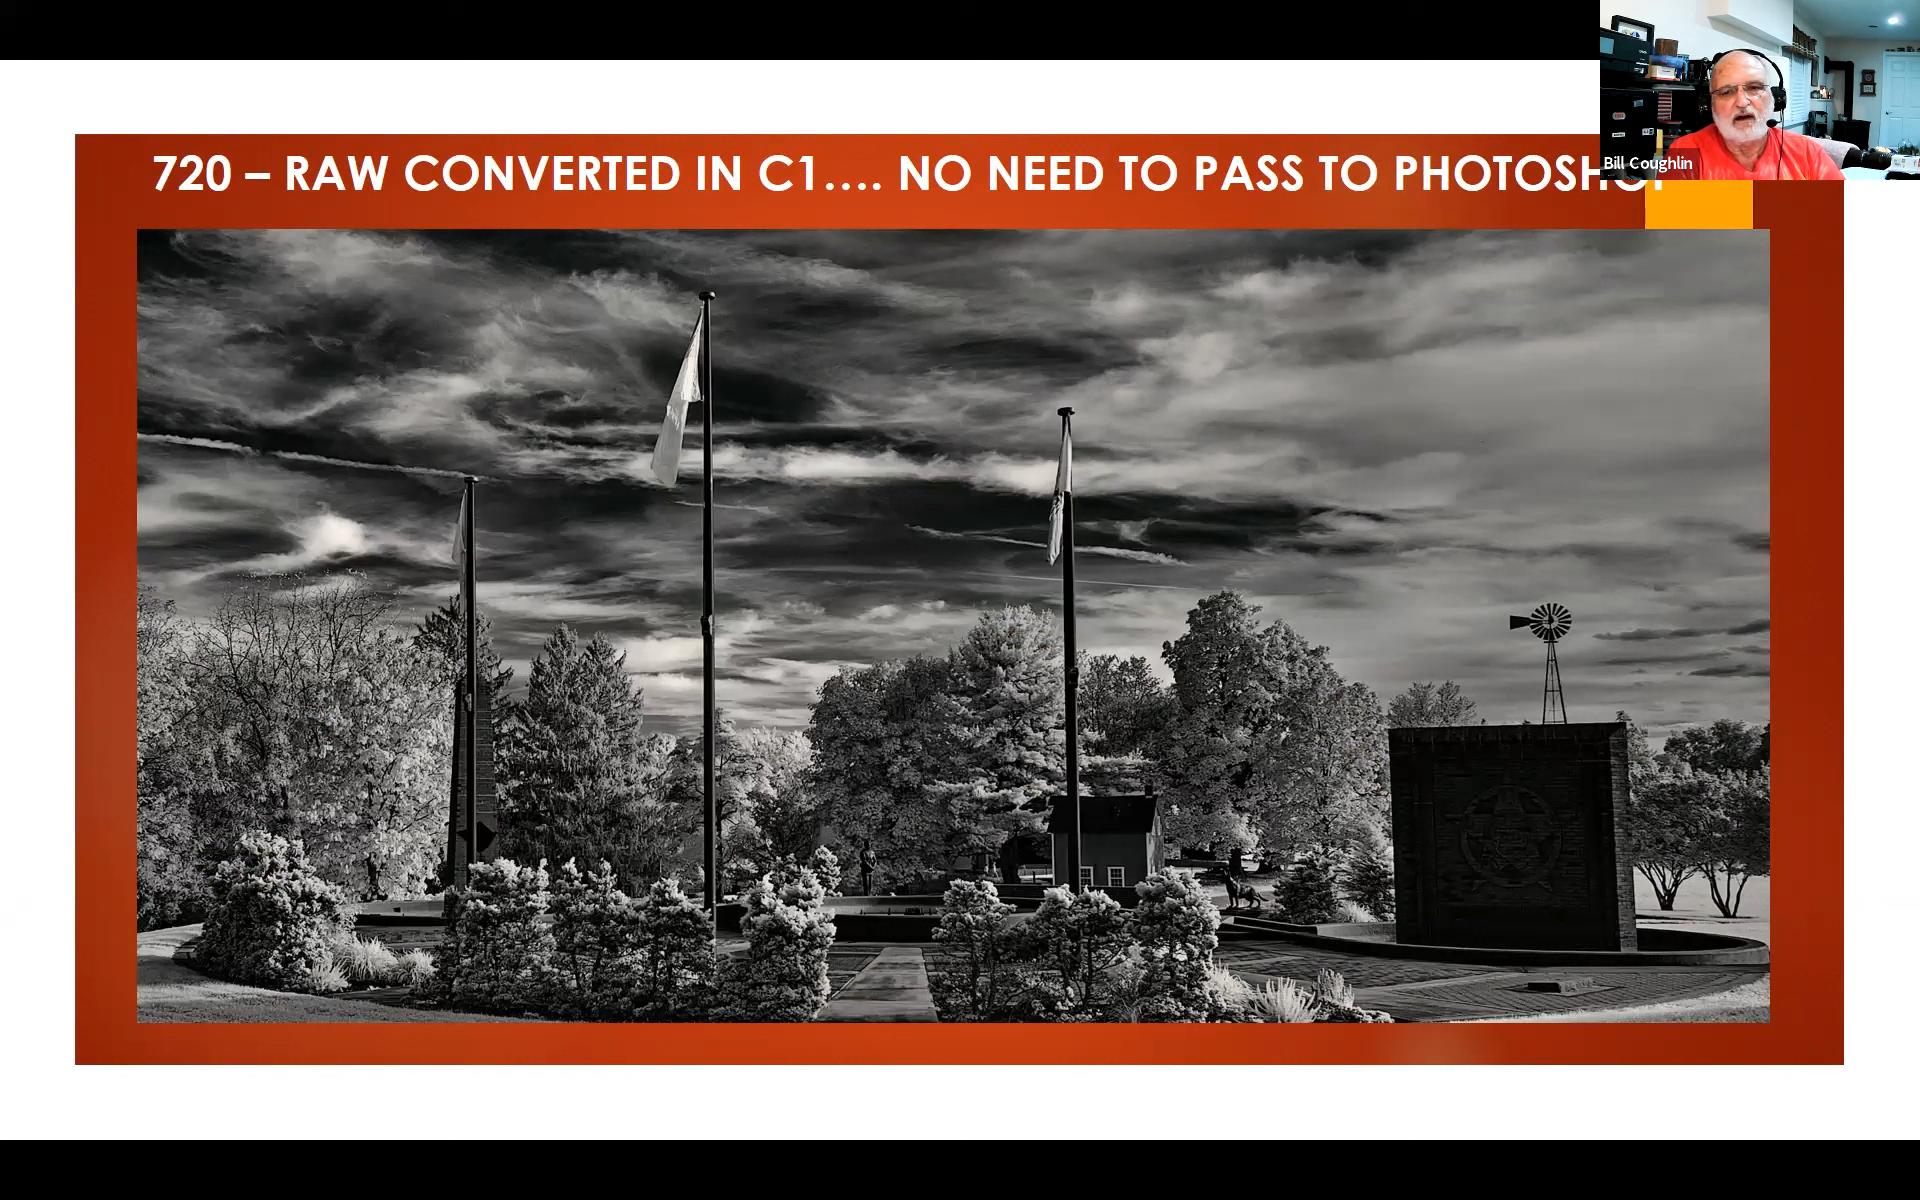 720 – RAW CONVERTED IN C1.... NO NEED TO PASS TO PHOTOSHOP
Bill Coughlin